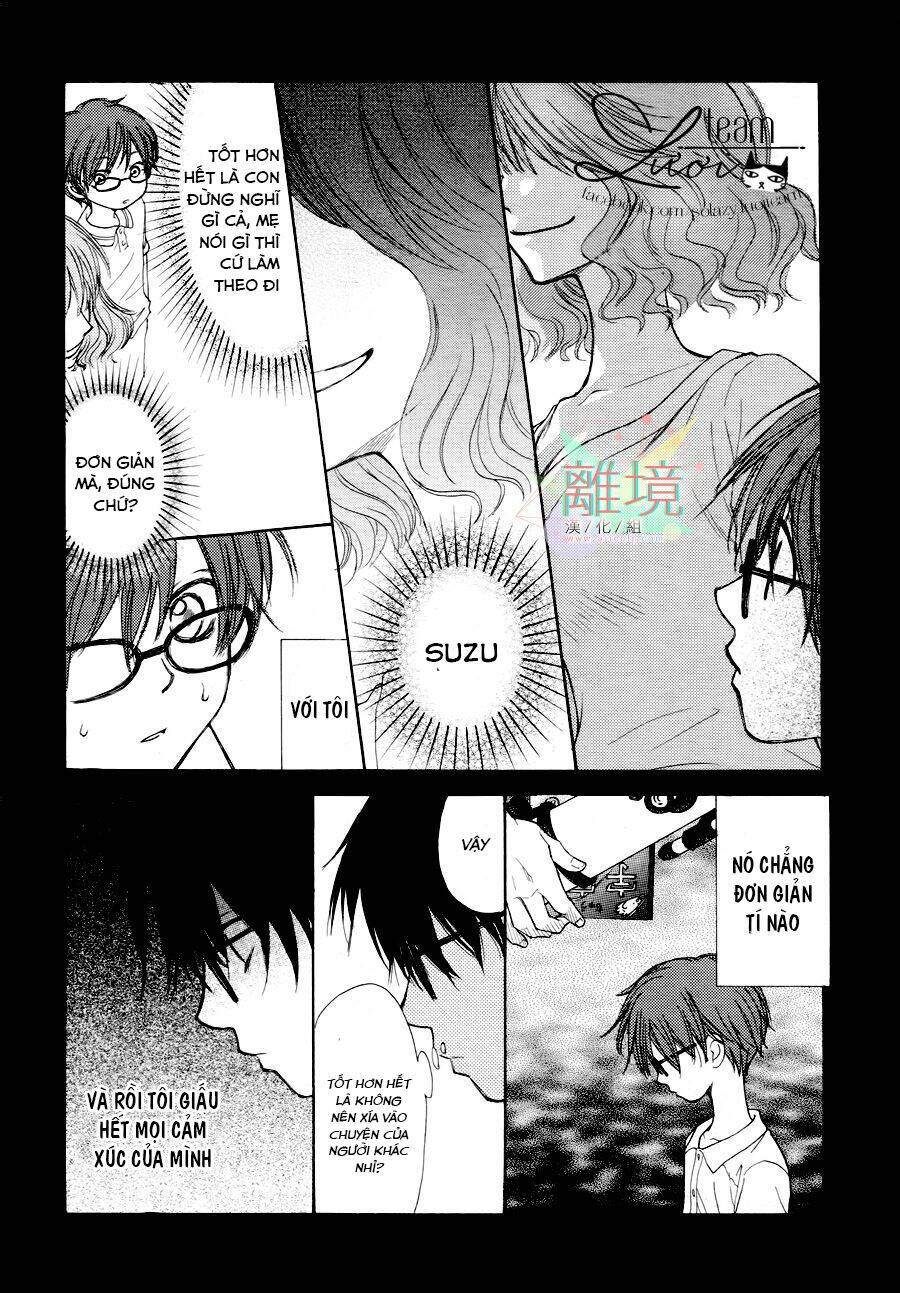 team
Lười
TỐT HƠN
HẾT LÀ CON
ĐỪNG NGHĨ
GÌ CẢ, MẸ
NÓI GÌ THÌ
CỨ LÀM
THEO ĐI
ĐƠN GIẢN
MÀ, ĐÚNG
CHỨ?
離境
漢/化/組
SUZU
VỚI TÔI
NÓ CHẲNG
ĐƠN GIẢN
TÍ NÀO
VẬY
TỐT HƠN HẾT
LÀ KHÔNG
NÊN XÍA VÀO
CHUYỆN CỦA
NGƯỜI KHÁC
NHỈ?
VÀ RỒI TÔI GIẤU
HẾT MỌI CẢM
XÚC CỦA MÌNH